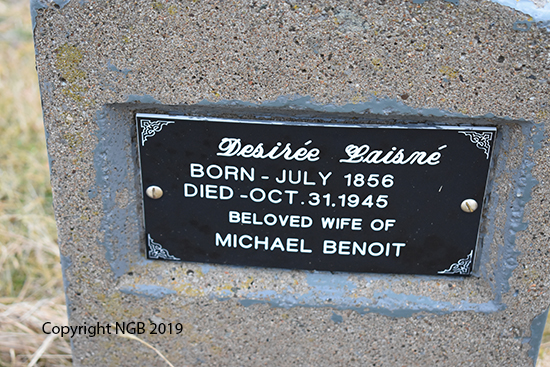 Desirée Laisné
BORN - JULY 1856
DIED - OCT. 31. 1945
BELOVED WIFE OF
MICHAEL BENOIT
Copyright NGB 2019